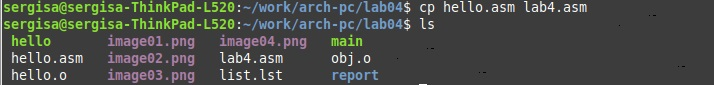 sergisa@sergisa-ThinkPad-L520:~/work/arch-pc/lab04$ cp hello.asm lab4.asm
sergisa@sergisa-ThinkPad-L520:~/work/arch-pc/lab04$ ls
hello image01.png image04.png main
hello.asm image02.png lab4.asm obj.o
hello.o image03.png list.lst report